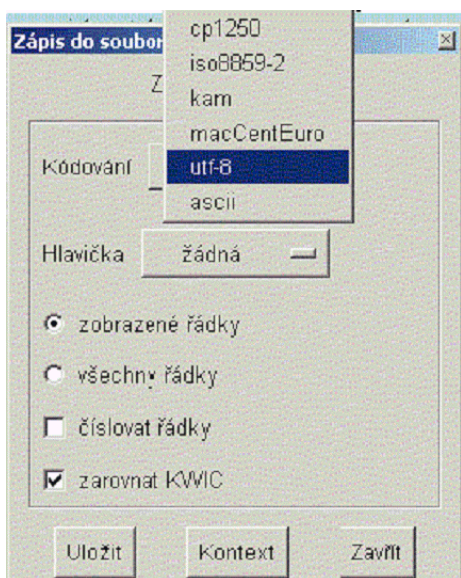 Zápis do soubor
cp1250
iso8859-2
kam
macCentEuro
utf-8
ascii
Z
Kódování
Hlavička žádná
zobrazené řádky
všechny řádky
číslovat řádky
zarovnat KWIC
Uložit Kontext Zavřít